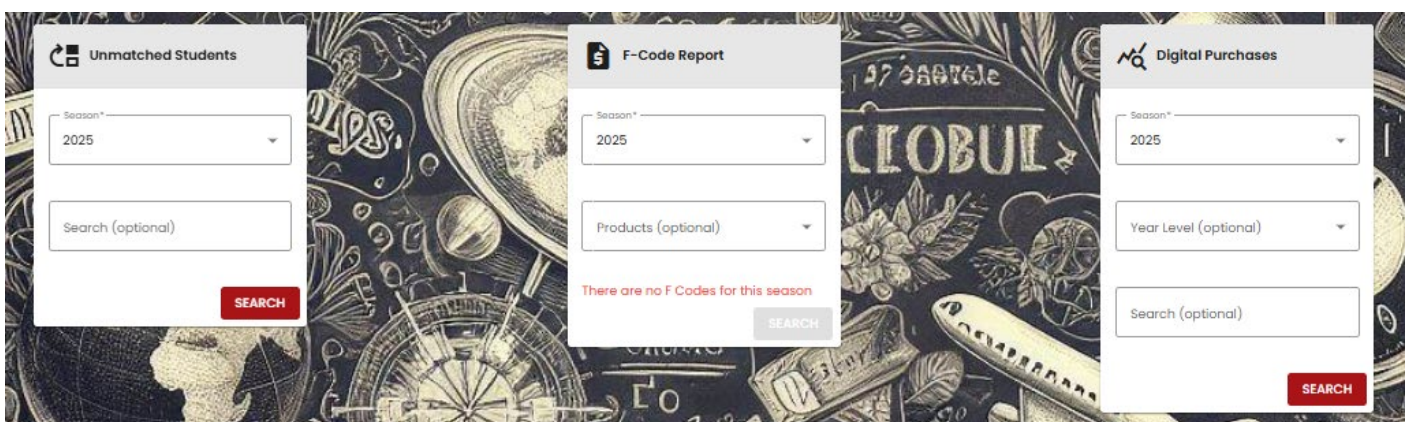 Unmatched Students
Season*
2025
Search (optional)
SEARCH
F-Code Report
Season*
2025
Products (optional)
There are no F Codes for this season
SEARCH
Digital Purchases
Season*
2025
Year Level (optional)
Search (optional)
SEARCH